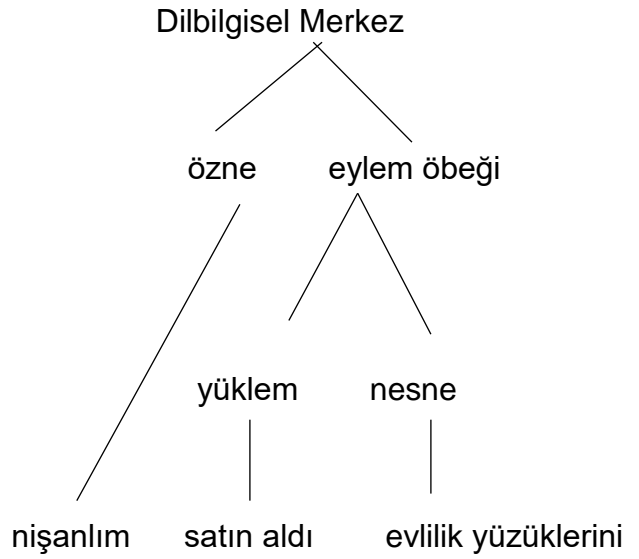 Dilbilgisel Merkez
özne eylem öbeği
yüklem nesne
nişanlım satın aldı evlilik yüzüklerini